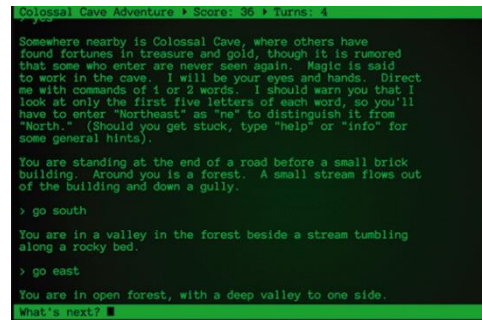 Colossal Cave Adventure ▸ Score: 36 ▸ Turns: 4
> yes
Somewhere nearby is Colossal Cave, where others have
found fortunes in treasure and gold, though it is rumored
that some who enter are never seen again.  Magic is said
to work in the cave.  I will be your eyes and hands.  Direct
me with commands of 1 or 2 words.  I should warn you that I
look at only the first five letters of each word, so you'll
have to enter "Northeast" as "ne" to distinguish it from
"North."  (Should you get stuck, type "help" or "info" for
some general hints).
You are standing at the end of a road before a small brick
building.  Around you is a forest.  A small stream flows out
of the building and down a gully.
> go south
You are in a valley in the forest beside a stream tumbling
along a rocky bed.
> go east
You are in open forest, with a deep valley to one side.
What's next?